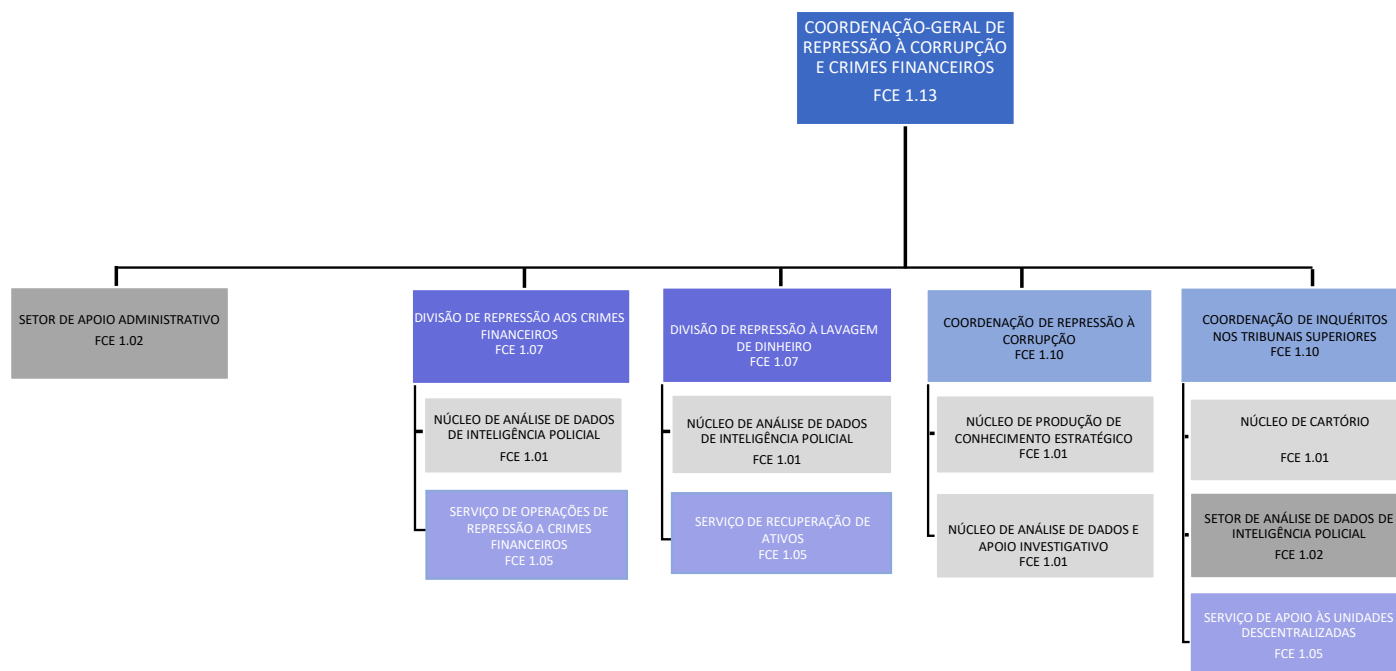 COORDENAÇÃO-GERAL DE
REPRESSÃO À CORRUPÇÃO
E CRIMES FINANCEIROS
FCE 1.13
SETOR DE APOIO ADMINISTRATIVO
FCE 1.02
DIVISÃO DE REPRESSÃO AOS CRIMES
FINANCEIROS
FCE 1.07
NÚCLEO DE ANÁLISE DE DADOS
DE INTELIGÊNCIA POLICIAL
FCE 1.01
SERVIÇO DE OPERAÇÕES DE
REPRESSÃO A CRIMES
FINANCEIROS
FCE 1.05
DIVISÃO DE REPRESSÃO À LAVAGEM
DE DINHEIRO
FCE 1.07
NÚCLEO DE ANÁLISE DE DADOS
DE INTELIGÊNCIA POLICIAL
FCE 1.01
SERVIÇO DE RECUPERAÇÃO DE
ATIVOS
FCE 1.05
COORDENAÇÃO DE REPRESSÃO À
CORRUPÇÃO
FCE 1.10
NÚCLEO DE PRODUÇÃO DE
CONHECIMENTO ESTRATÉGICO
FCE 1.01
NÚCLEO DE ANÁLISE DE DADOS E
APOIO INVESTIGATIVO
FCE 1.01
COORDENAÇÃO DE INQUÉRITOS
NOS TRIBUNAIS SUPERIORES
FCE 1.10
NÚCLEO DE CARTÓRIO
FCE 1.01
SETOR DE ANÁLISE DE DADOS DE
INTELIGÊNCIA POLICIAL
FCE 1.02
SERVIÇO DE APOIO ÀS UNIDADES
DESCENTRALIZADAS
FCE 1.05